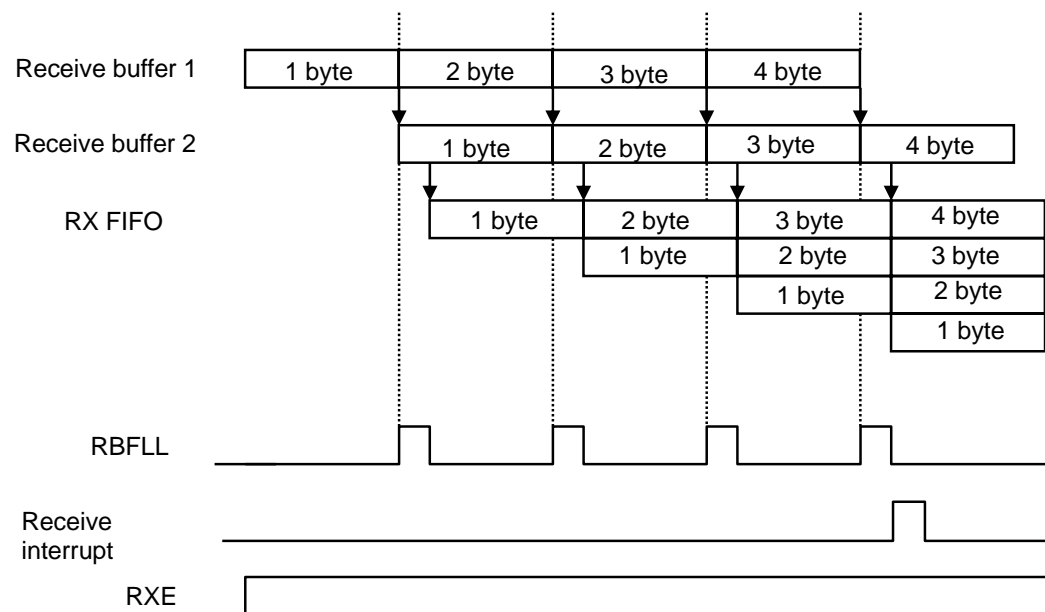 Receive buffer 1
1 byte 2 byte 3 byte 4 byte
Receive buffer 2
1 byte 2 byte 3 byte 4 byte
RX FIFO
1 byte 2 byte 3 byte 4 byte
1 byte 2 byte 3 byte
1 byte 2 byte
1 byte
RBFLL
Receive
interrupt
RXE